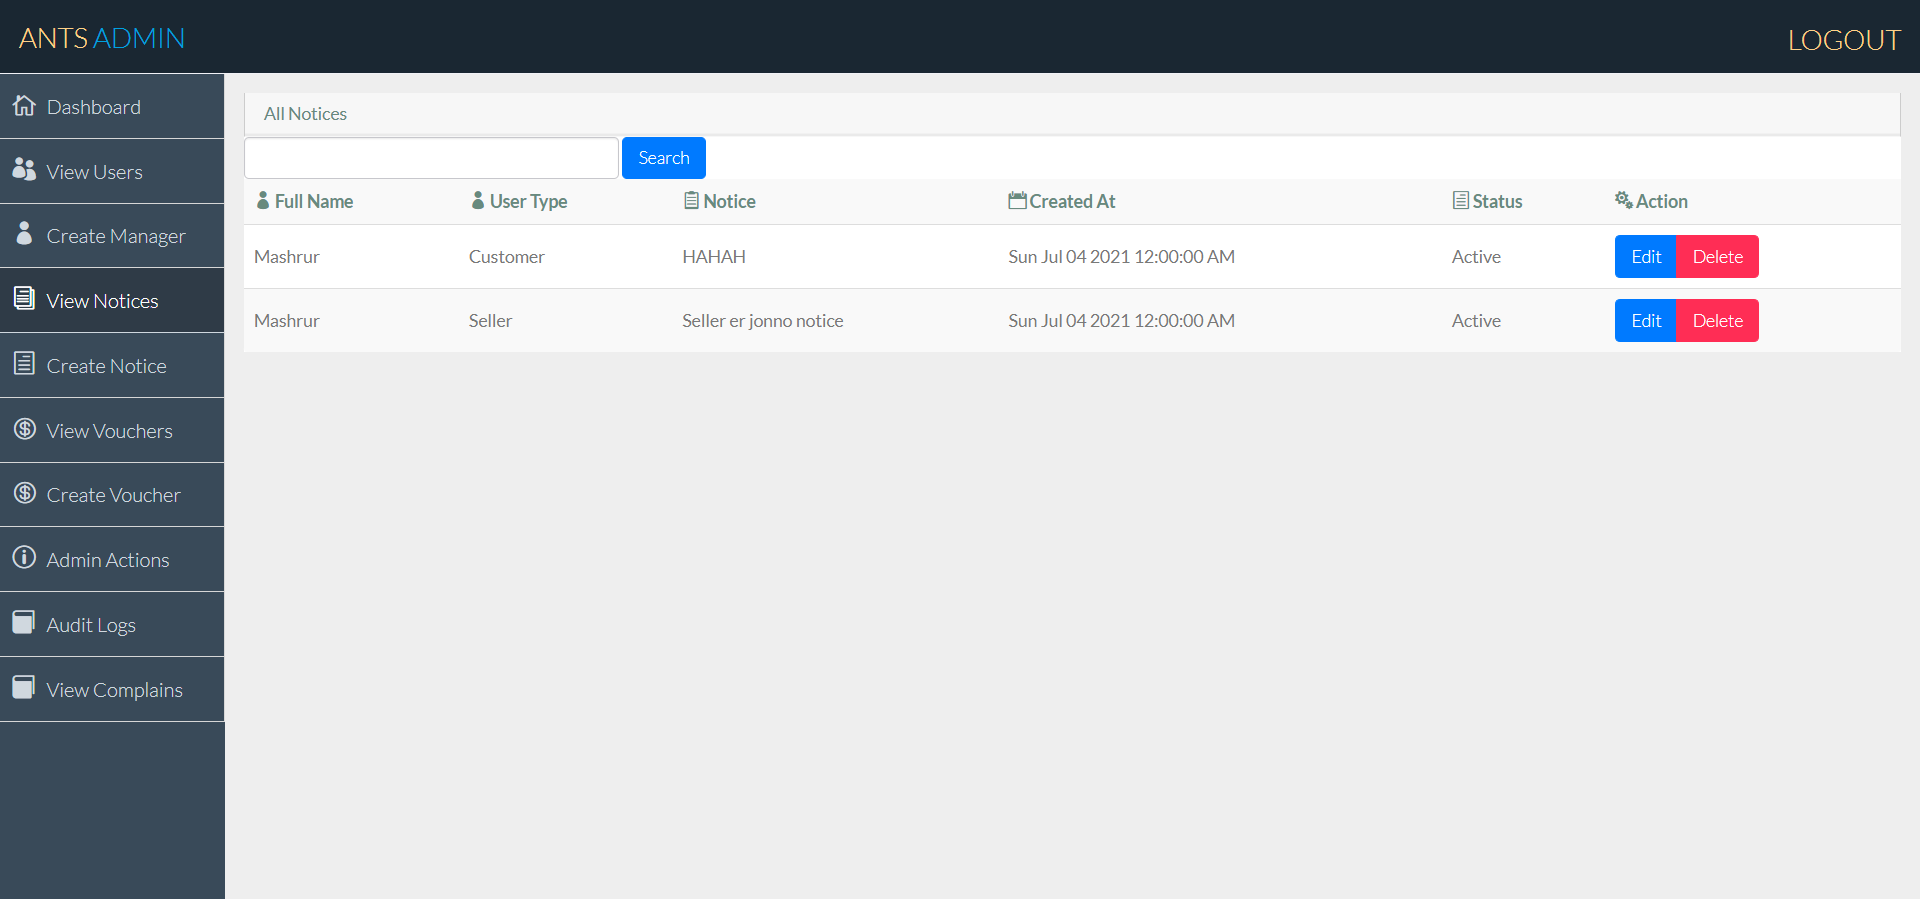 ANTS ADMIN
LOGOUT
Dashboard
View Users
Create Manager
View Notices
Create Notice
View Vouchers
Create Voucher
Admin Actions
Audit Logs
View Complains
All Notices
Search
Full Name User Type Notice Created At Status Action
Mashrur Customer HAHAH Sun Jul 04 2021 12:00:00 AM Active Edit Delete
Mashrur Seller Seller er jonno notice Sun Jul 04 2021 12:00:00 AM Active Edit Delete